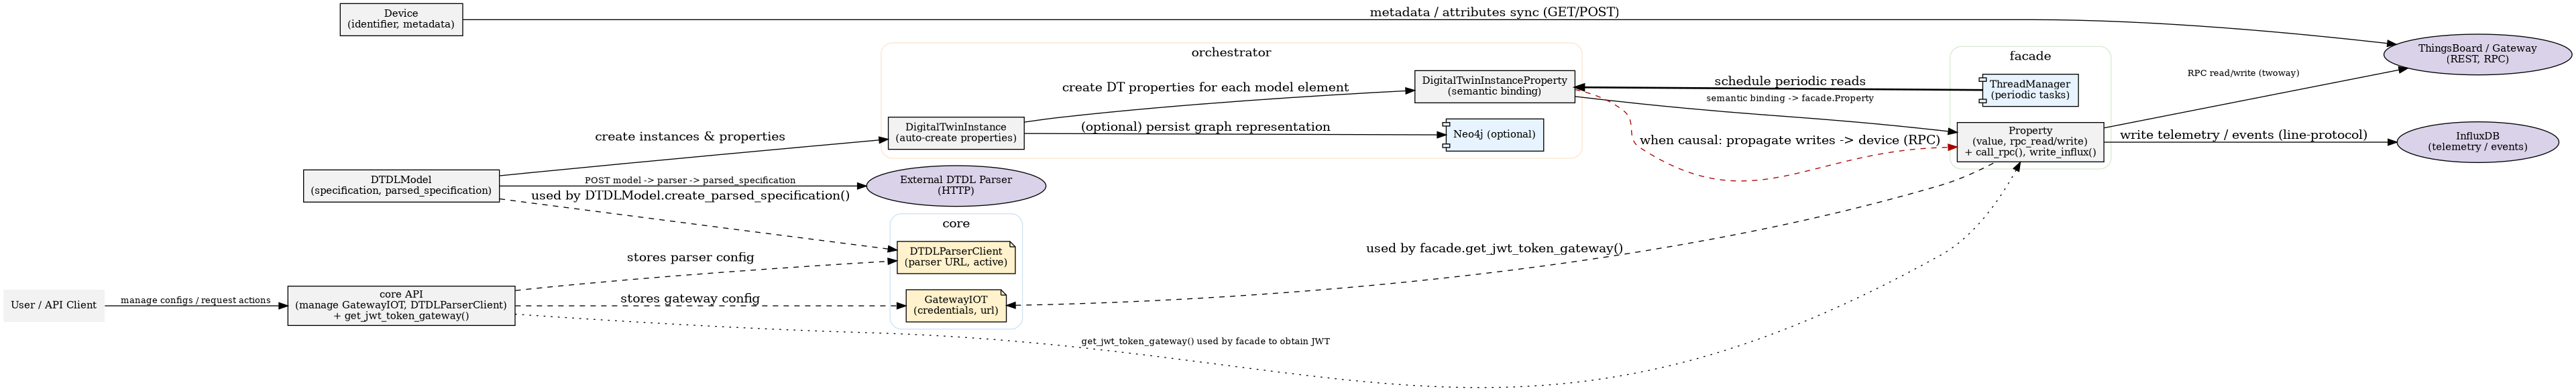 Device
(identifier, metadata)
metadata / attributes sync (GET/POST)
ThingsBoard / Gateway
(REST, RPC)
orchestrator
facade
DigitalTwinInstanceProperty
(semantic binding)
schedule periodic reads
ThreadManager
(periodic tasks)
RPC read/write (twoway)
create DT properties for each model element
semantic binding -> facade.Property
DigitalTwinInstance
(auto-create properties)
(optional) persist graph representation
Neo4j (optional)
create instances & properties
when causal: propagate writes -> device (RPC)
Property
(value, rpc_read/write)
+ call_rpc(), write_influx()
write telemetry / events (line-protocol)
InfluxDB
(telemetry / events)
DTDLModel
(specification, parsed_specification)
POST model -> parser -> parsed_specification
External DTDL Parser
(HTTP)
used by DTDLModel.create_parsed_specification()
core
DTDLParserClient
(parser URL, active)
used by facade.get_jwt_token_gateway()
stores parser config
User / API Client
manage configs / request actions
core API
(manage GatewayIOT, DTDLParserClient)
+ get_jwt_token_gateway()
stores gateway config
GatewayIOT
(credentials, url)
get_jwt_token_gateway() used by facade to obtain JWT